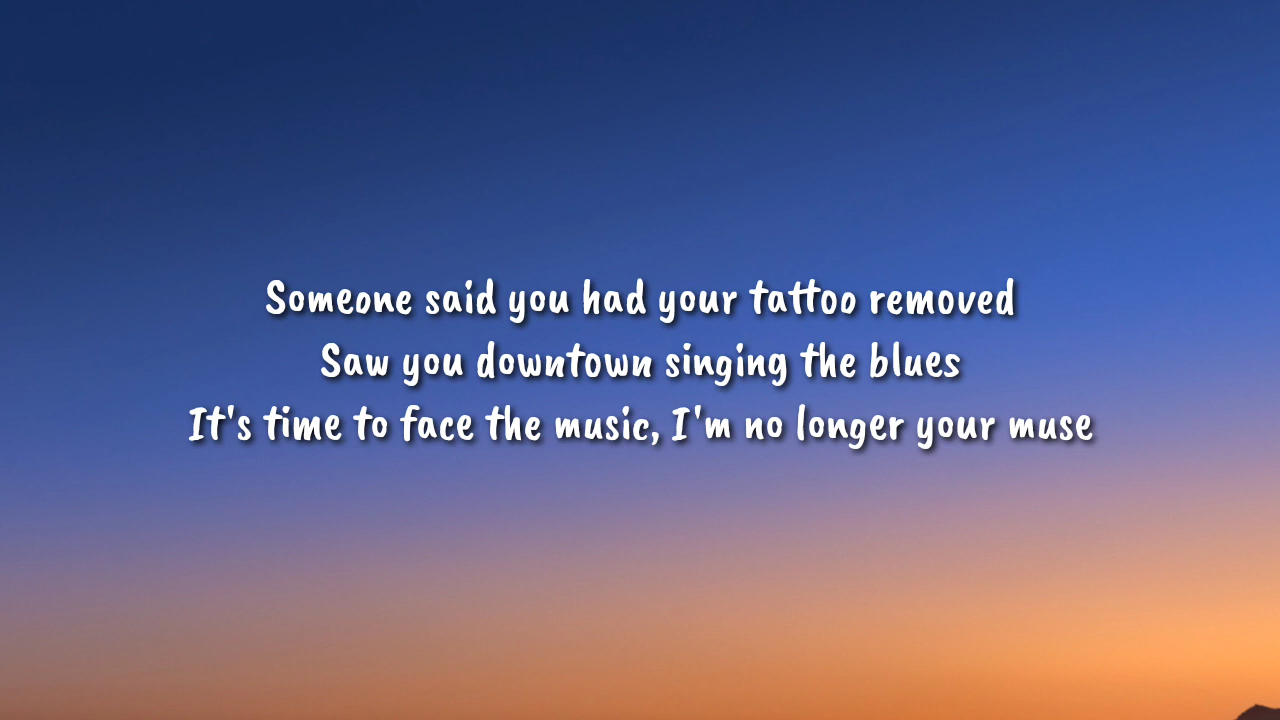 Someone said you had your tattoo removed
Saw you downtown singing the blues
It's time to face the music, I'm no longer your muse